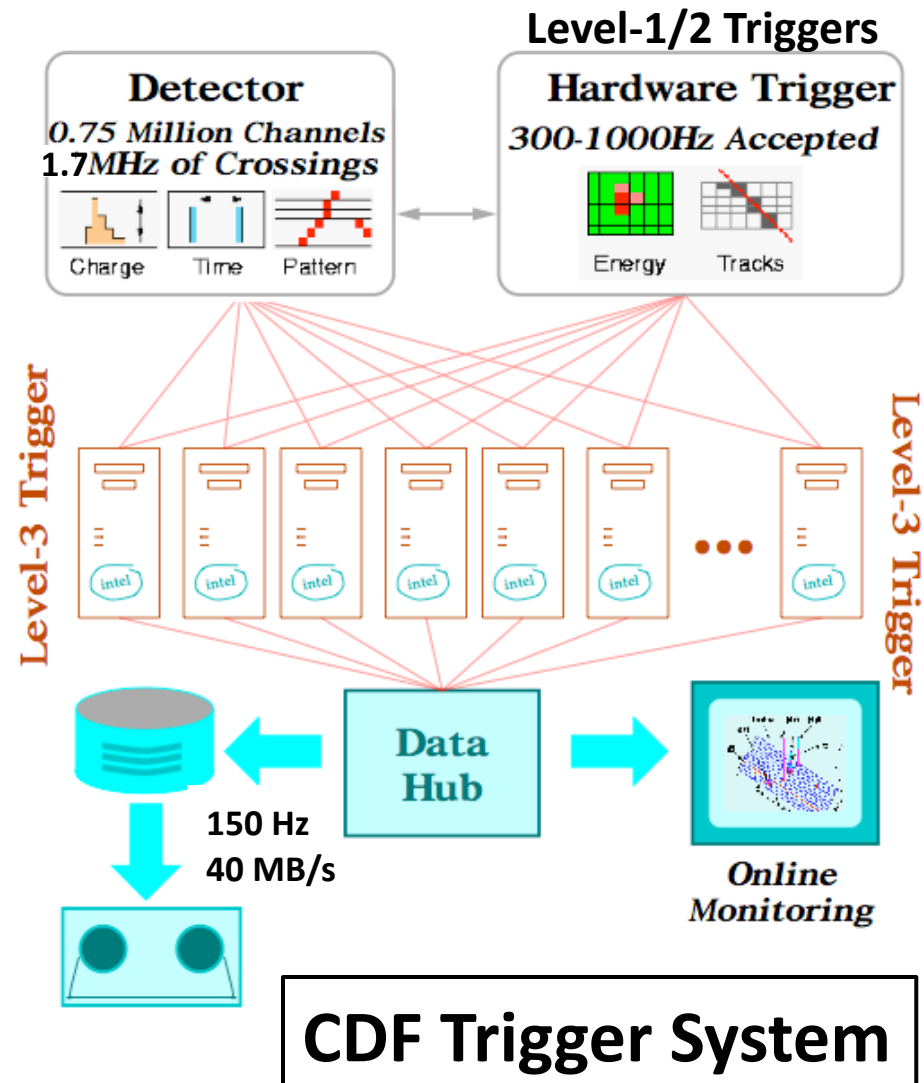 Level-1/2 Triggers
Detector
0.75 Million Channels
1.7MHz of Crossings
Charge
Time
Pattern
Hardware Trigger
300-1000Hz Accepted
Energy
Tracks
Level-3 Trigger
Level-3 Trigger
intel
intel
intel
intel
intel
intel
intel
Data
Hub
150 Hz
40 MB/s
Online
Monitoring
CDF Trigger System